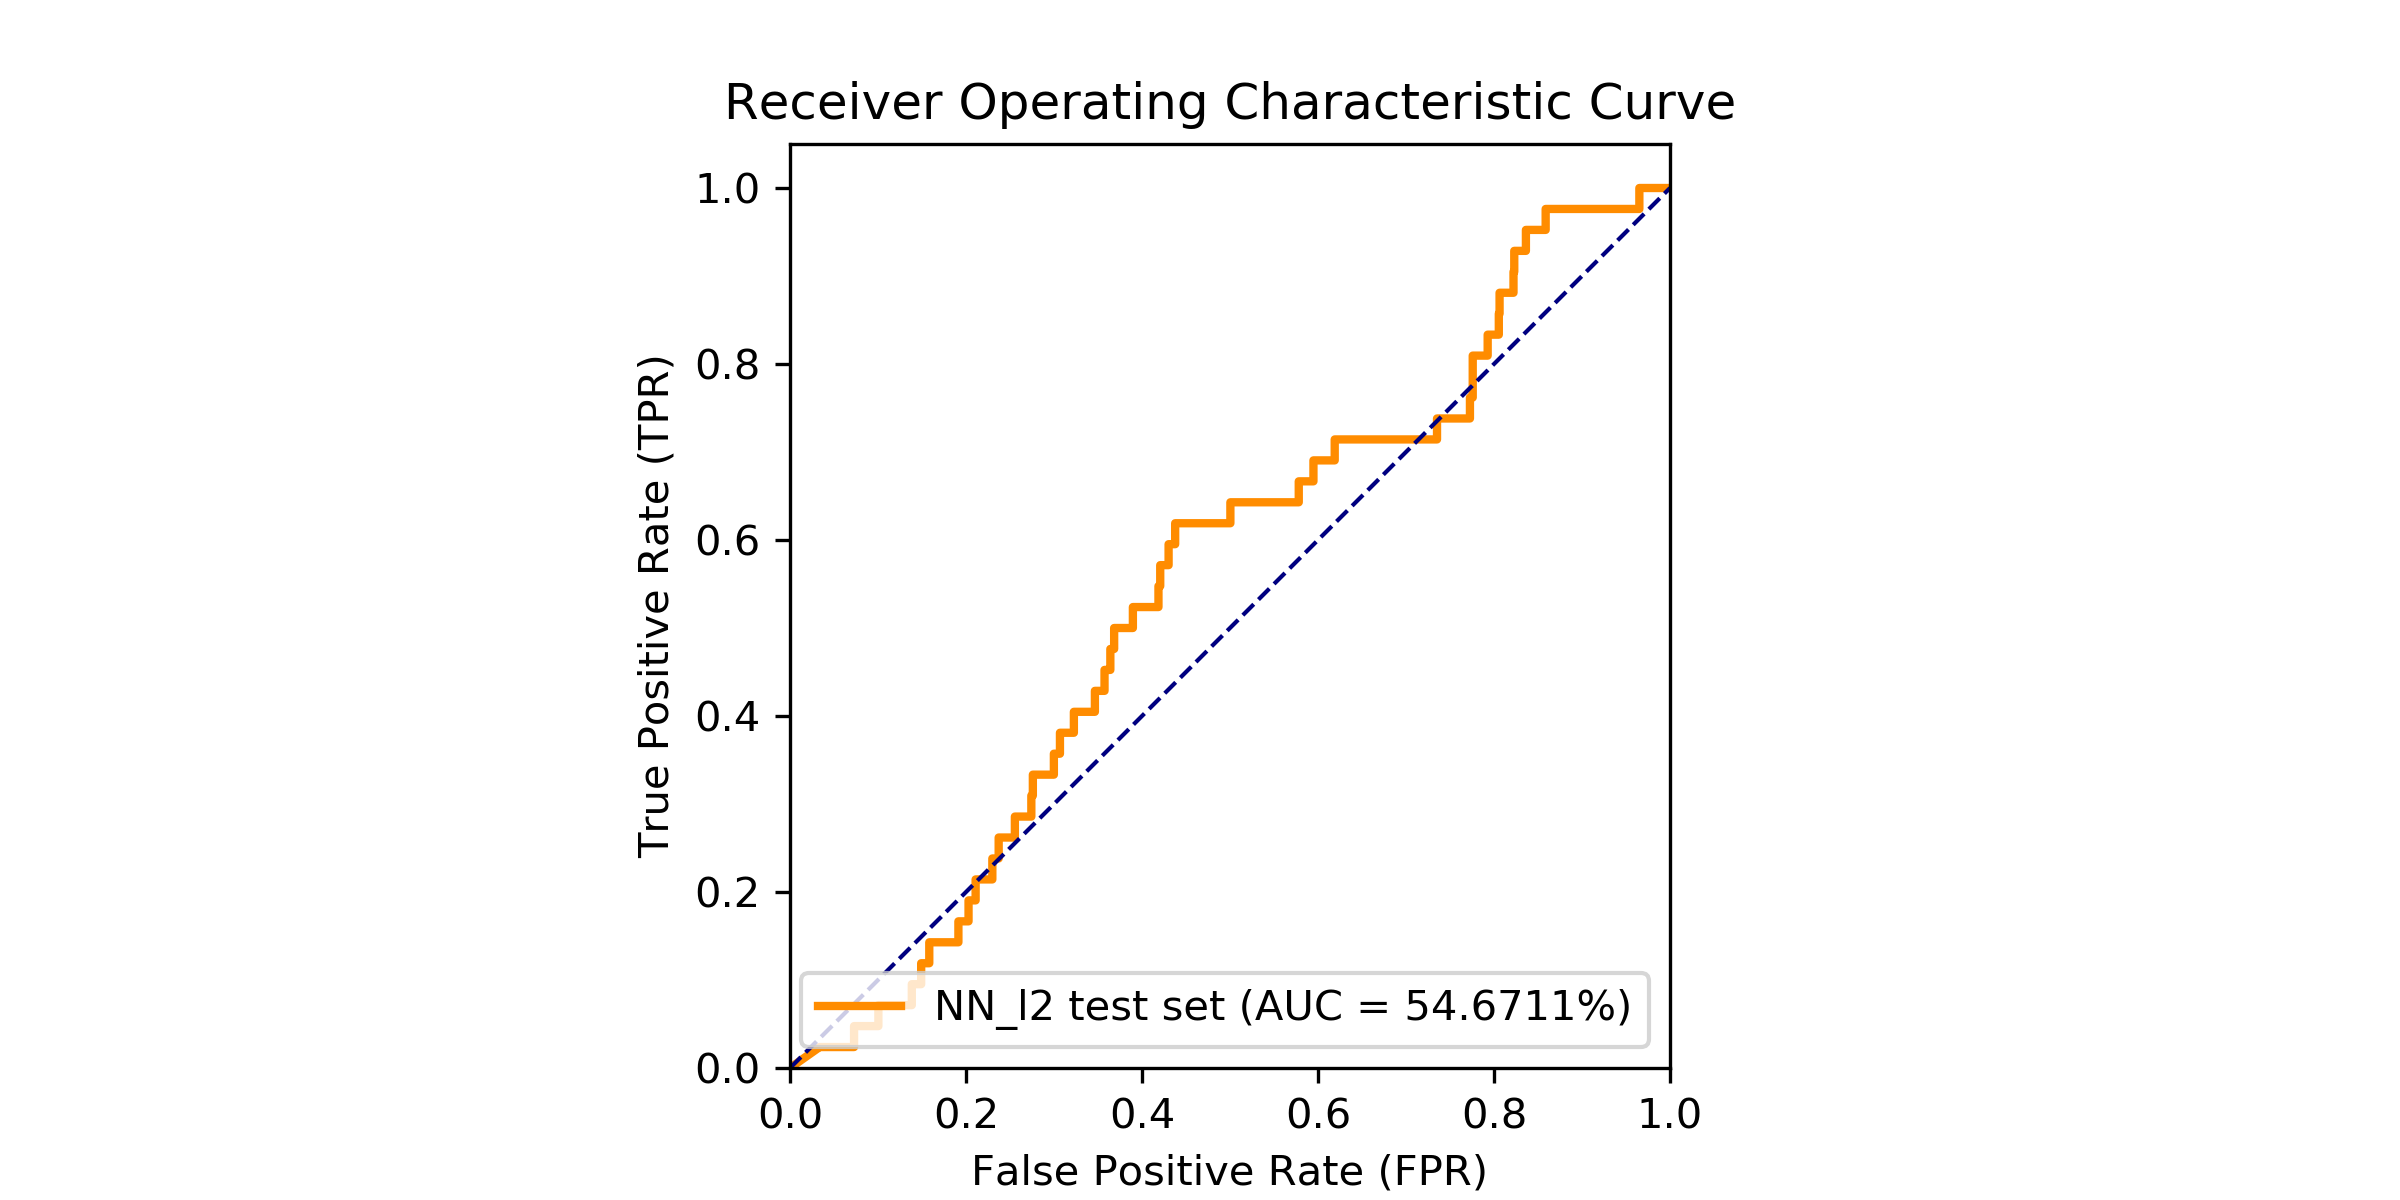 Receiver Operating Characteristic Curve
1.0
0.8
0.6
0.4
0.2
0.0
True Positive Rate (TPR)
NN_l2 test set (AUC = 54.6711%)
0.0 0.2 0.4 0.6 0.8 1.0
False Positive Rate (FPR)